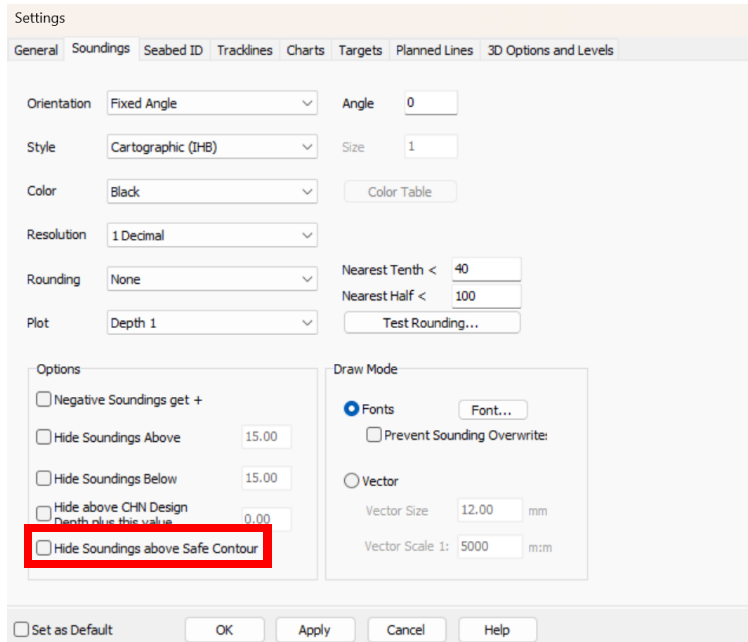 Settings
General Soundings Seabed ID Tracklines Charts Targets Planned Lines 3D Options and Levels
Orientation Fixed Angle Angle 0
Style Cartographic (IHB) Size 1
Color Black Color Table
Resolution 1 Decimal
Rounding None
Nearest Tenth < 40
Nearest Half < 100
Plot Depth 1 Test Rounding...
Options
Negative Soundings get +
Hide Soundings Above 15.00
Hide Soundings Below 15.00
Hide above CHN Design
Depth plus this value 0.00
Hide Soundings above Safe Contour
Draw Mode
Fonts Font...
Prevent Sounding Overwrites
Vector
Vector Size 12.00 mm
Vector Scale 1: 5000 m:m
Set as Default OK Apply Cancel Help